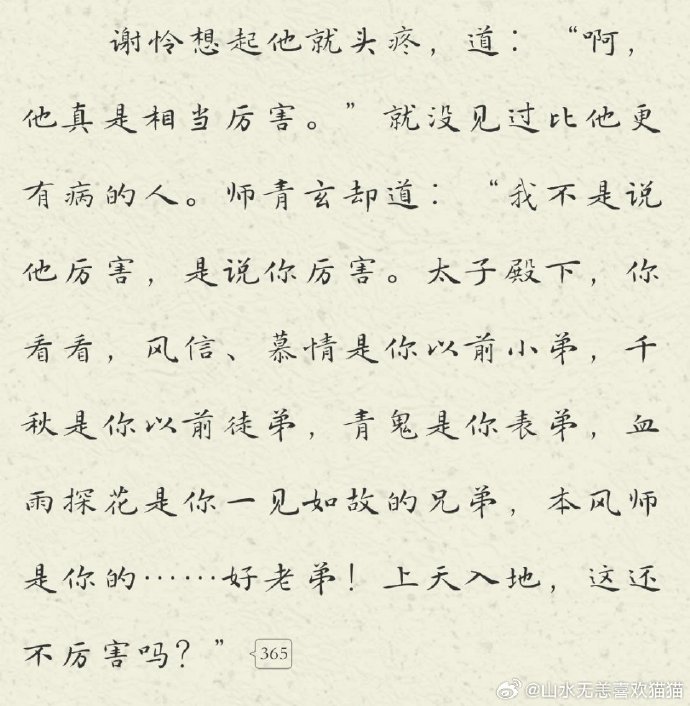 谢怜想起他就头疼，道：“啊，
他真是相当厉害。”就没见过比他更
有病的人。师青玄却道：“我不是说
他厉害，是说你厉害。太子殿下，你
看看，风信、慕情是你以前小弟，千
秋是你以前徒弟，青鬼是你表弟，血
雨探花是你一见如故的兄弟，本风师
是你的……好老弟！上天入地，这还
不厉害吗？” 365
@山水无恙喜欢猫猫